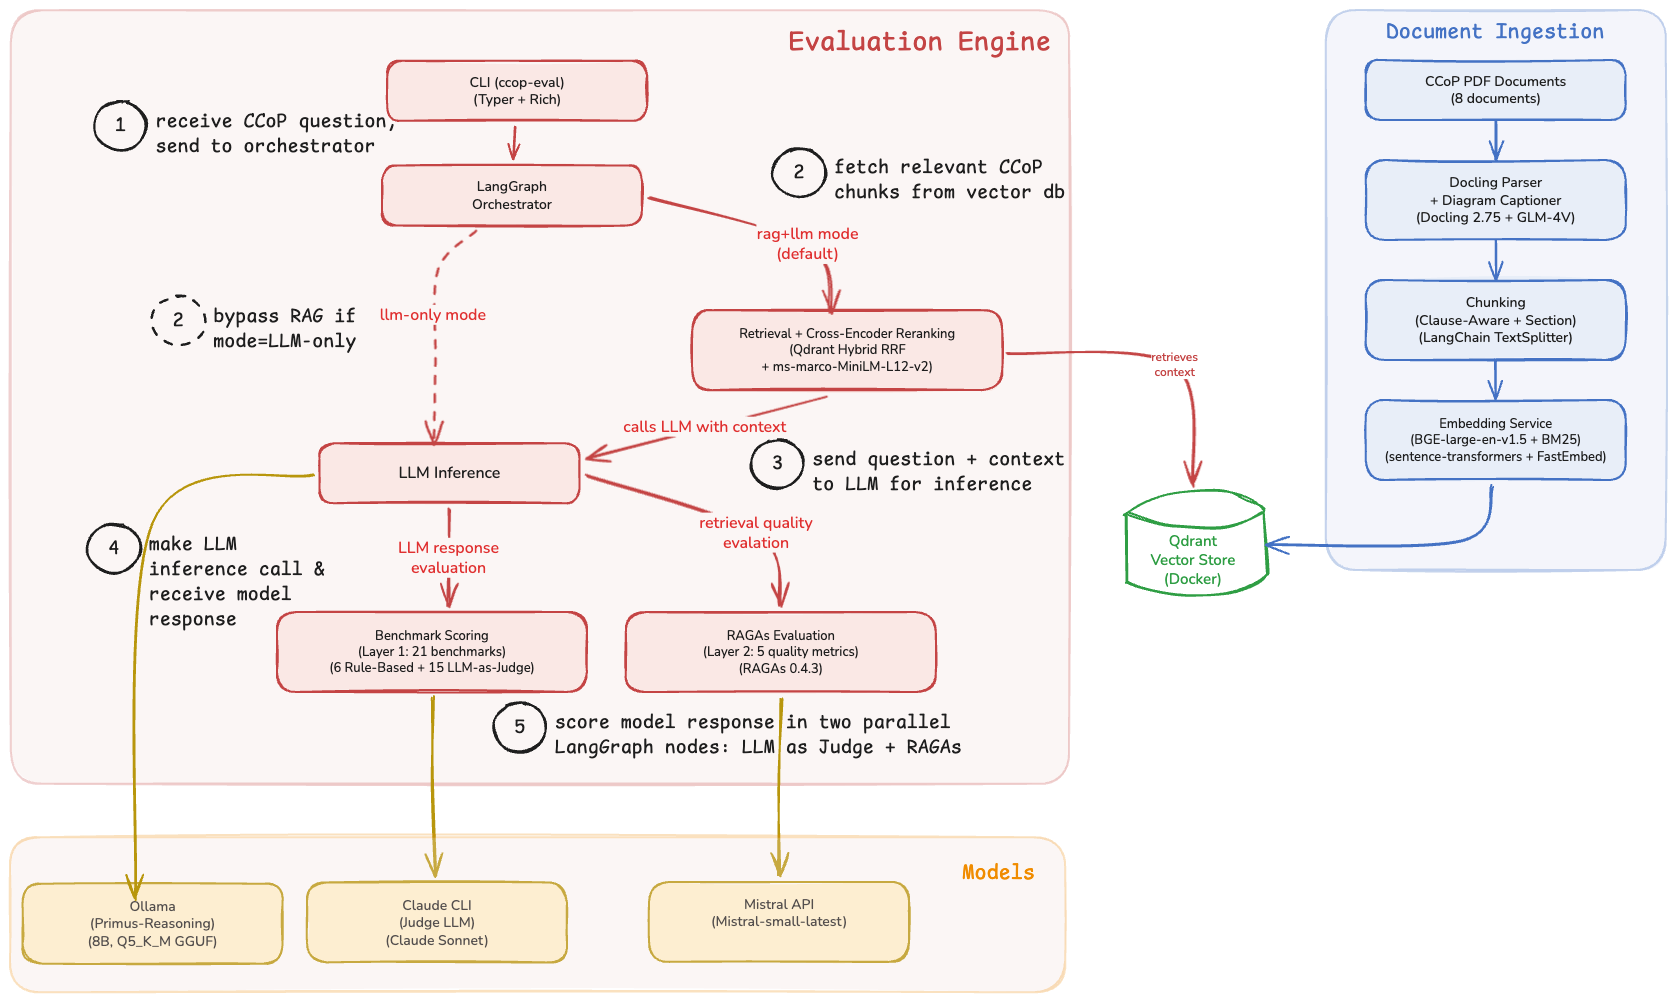 Evaluation Engine
CLI (ccop-eval)
(Typer + Rich)
1
receive CCoP question,
send to orchestrator
LangGraph
Orchestrator
2
fetch relevant CCoP
chunks from vector db
rag+llm mode
(default)
2
bypass RAG if
mode=LLM-only
llm-only mode
Retrieval + Cross-Encoder Reranking
(Qdrant Hybrid RRF
+ ms-marco-MiniLM-L12-v2)
retrieves
context
calls LLM with context
3
send question + context
to LLM for inference
LLM Inference
4
make LLM
inference call &
receive model
response
LLM response
evaluation
retrieval quality
evalation
Benchmark Scoring
(Layer 1: 21 benchmarks)
(6 Rule-Based + 15 LLM-as-Judge)
RAGAs Evaluation
(Layer 2: 5 quality metrics)
(RAGAs 0.4.3)
5
score model response in two parallel
LangGraph nodes: LLM as Judge + RAGAs
Models
Ollama
(Primus-Reasoning)
(8B, Q5_K_M GGUF)
Claude CLI
(Judge LLM)
(Claude Sonnet)
Mistral API
(Mistral-small-latest)
Document Ingestion
CCoP PDF Documents
(8 documents)
Docling Parser
+ Diagram Captioner
(Docling 2.75 + GLM-4V)
Chunking
(Clause-Aware + Section)
(LangChain TextSplitter)
Embedding Service
(BGE-large-en-v1.5 + BM25)
(sentence-transformers + FastEmbed)
Qdrant
Vector Store
(Docker)